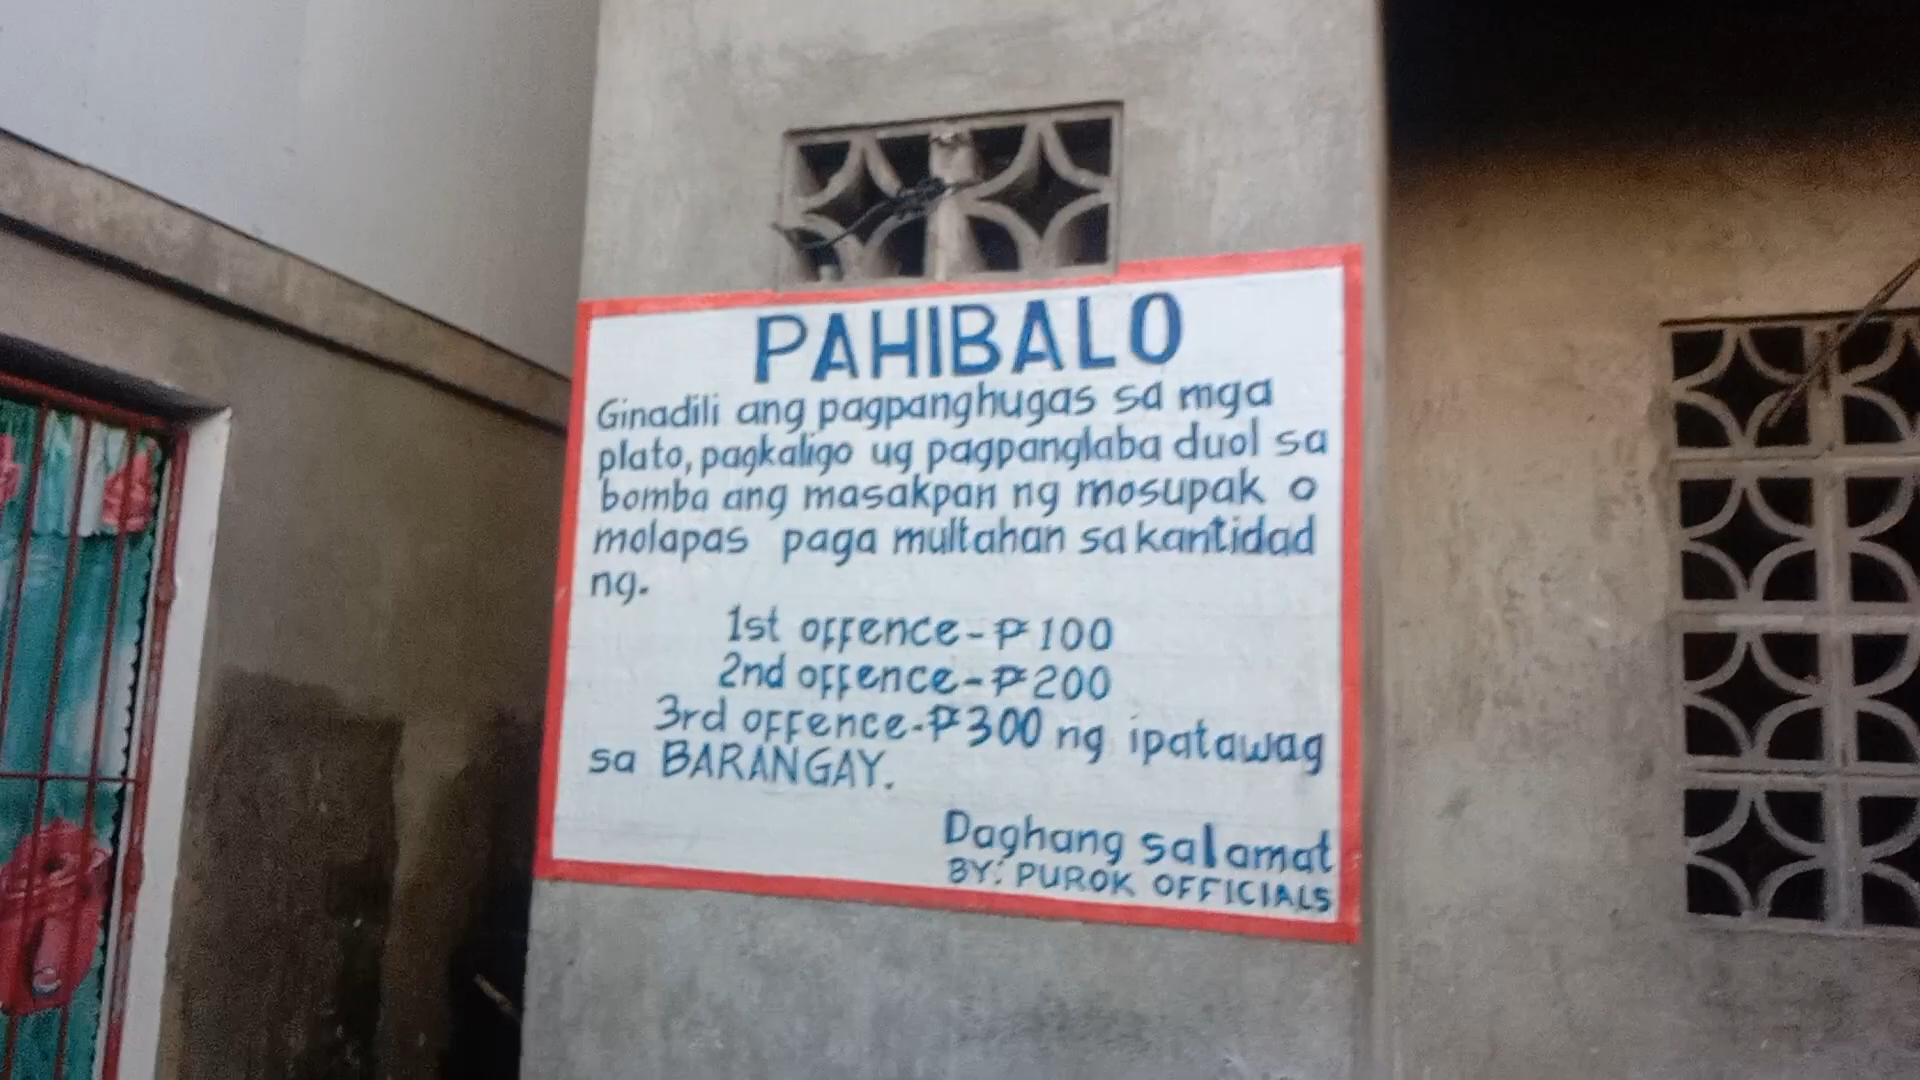 PAHIBALO
Ginadili ang pagpanghugas sa mga
plato, pagkaligo ug pagpanglaba duol sa
bomba ang masakpan ng mosupak o
molapas paga multahan sa kantidad
ng.
1st offence-₱100
2nd offence-₱200
3rd offence-₱300 ng ipatawag
sa BARANGAY.
Daghang salamat
BY: PUROK OFFICIALS